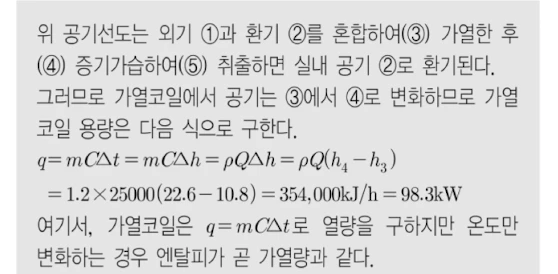 위 공기선도는 외기 ①과 환기 ②를 혼합하여(③) 가열한 후
(④) 증기가습하여(⑤) 취출하면 실내 공기 ②로 환기된다.
그러므로 가열코일에서 공기는 ③에서 ④로 변화하므로 가열
코일 용량은 다음 식으로 구한다.
q=mC△t=mC△h=ρQ△h=ρQ(h₄-h₃)
=1.2×25000(22.6-10.8)=354,000kJ/h=98.3kW
여기서, 가열코일은 q=mC△t로 열량을 구하지만 온도만
변화하는 경우 엔탈피가 곧 가열량과 같다.